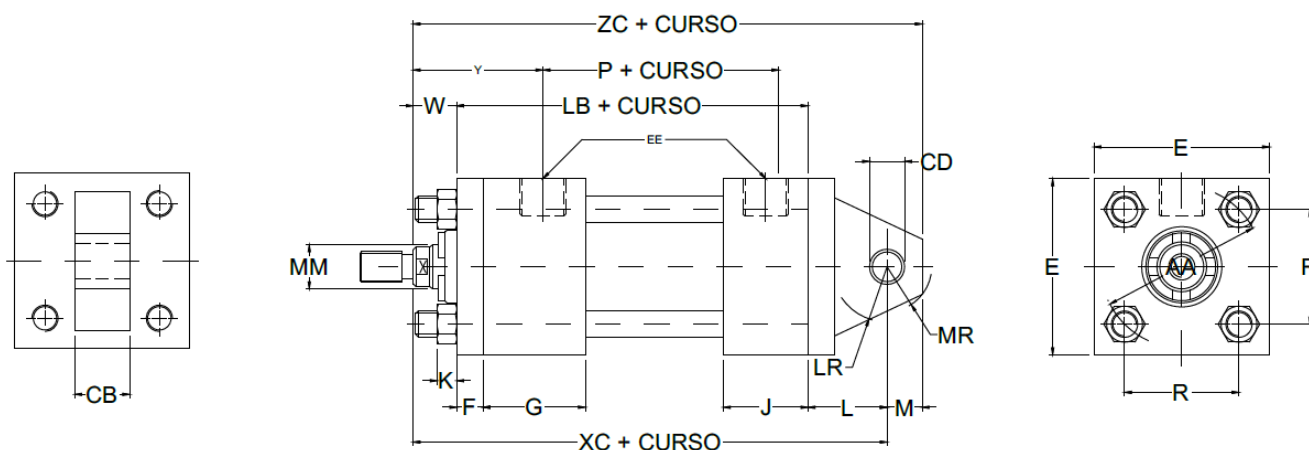 ZC + CURSO
Y
P + CURSO
W
LB + CURSO
EE
CD
E
MM
E
AA
R
MR
LR
K
CB
F
G
J
L
M
R
XC + CURSO